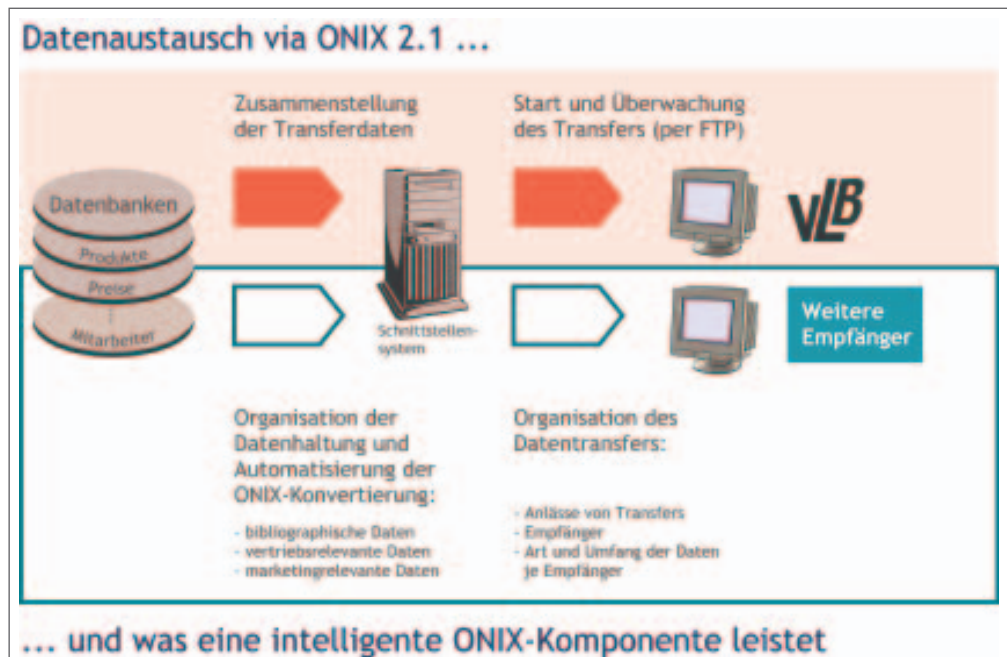 Datenaustausch via ONIX 2.1 ...
Zusammenstellung
der Transferdaten
Start und Überwachung
des Transfers (per FTP)
Datenbanken
Produkte
Preise
Mitarbeiter
Schnittstellen-
system
VLB
Weitere
Empfänger
Organisation der
Datenhaltung und
Automatisierung der
ONIX-Konvertierung:
- bibliographische Daten
- vertriebsrelevante Daten
- marketingrelevante Daten
Organisation des
Datentransfers:
- Anlässe von Transfers
- Empfänger
- Art und Umfang der Daten
je Empfänger
... und was eine intelligente ONIX-Komponente leistet